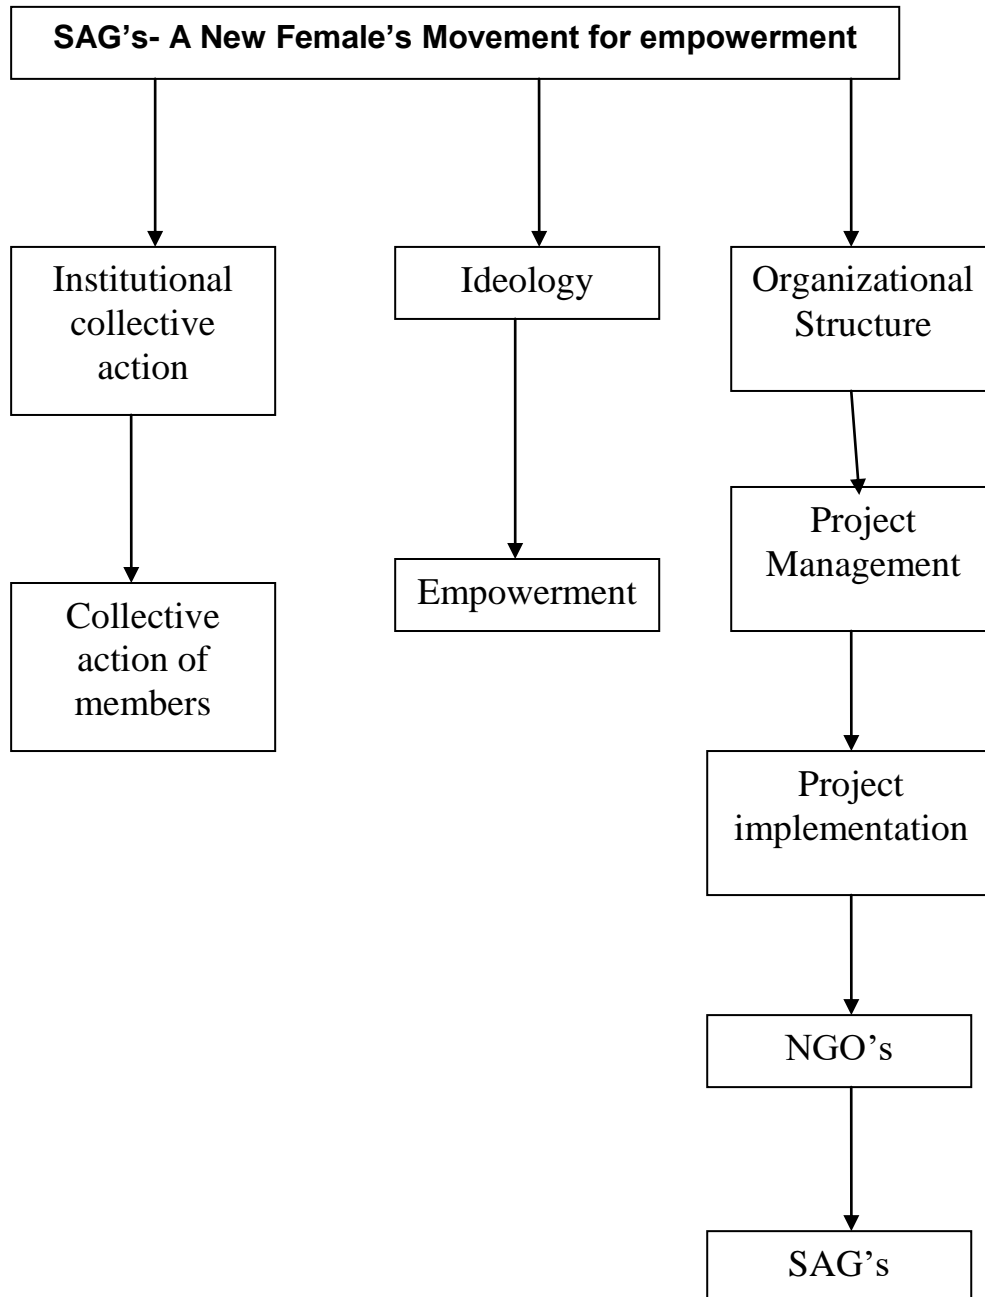 SAG's- A New Female's Movement for empowerment
Institutional
collective
action
Ideology
Organizational
Structure
Project
Management
Empowerment
Collective
action of
members
Project
implementation
NGO’s
SAG’s